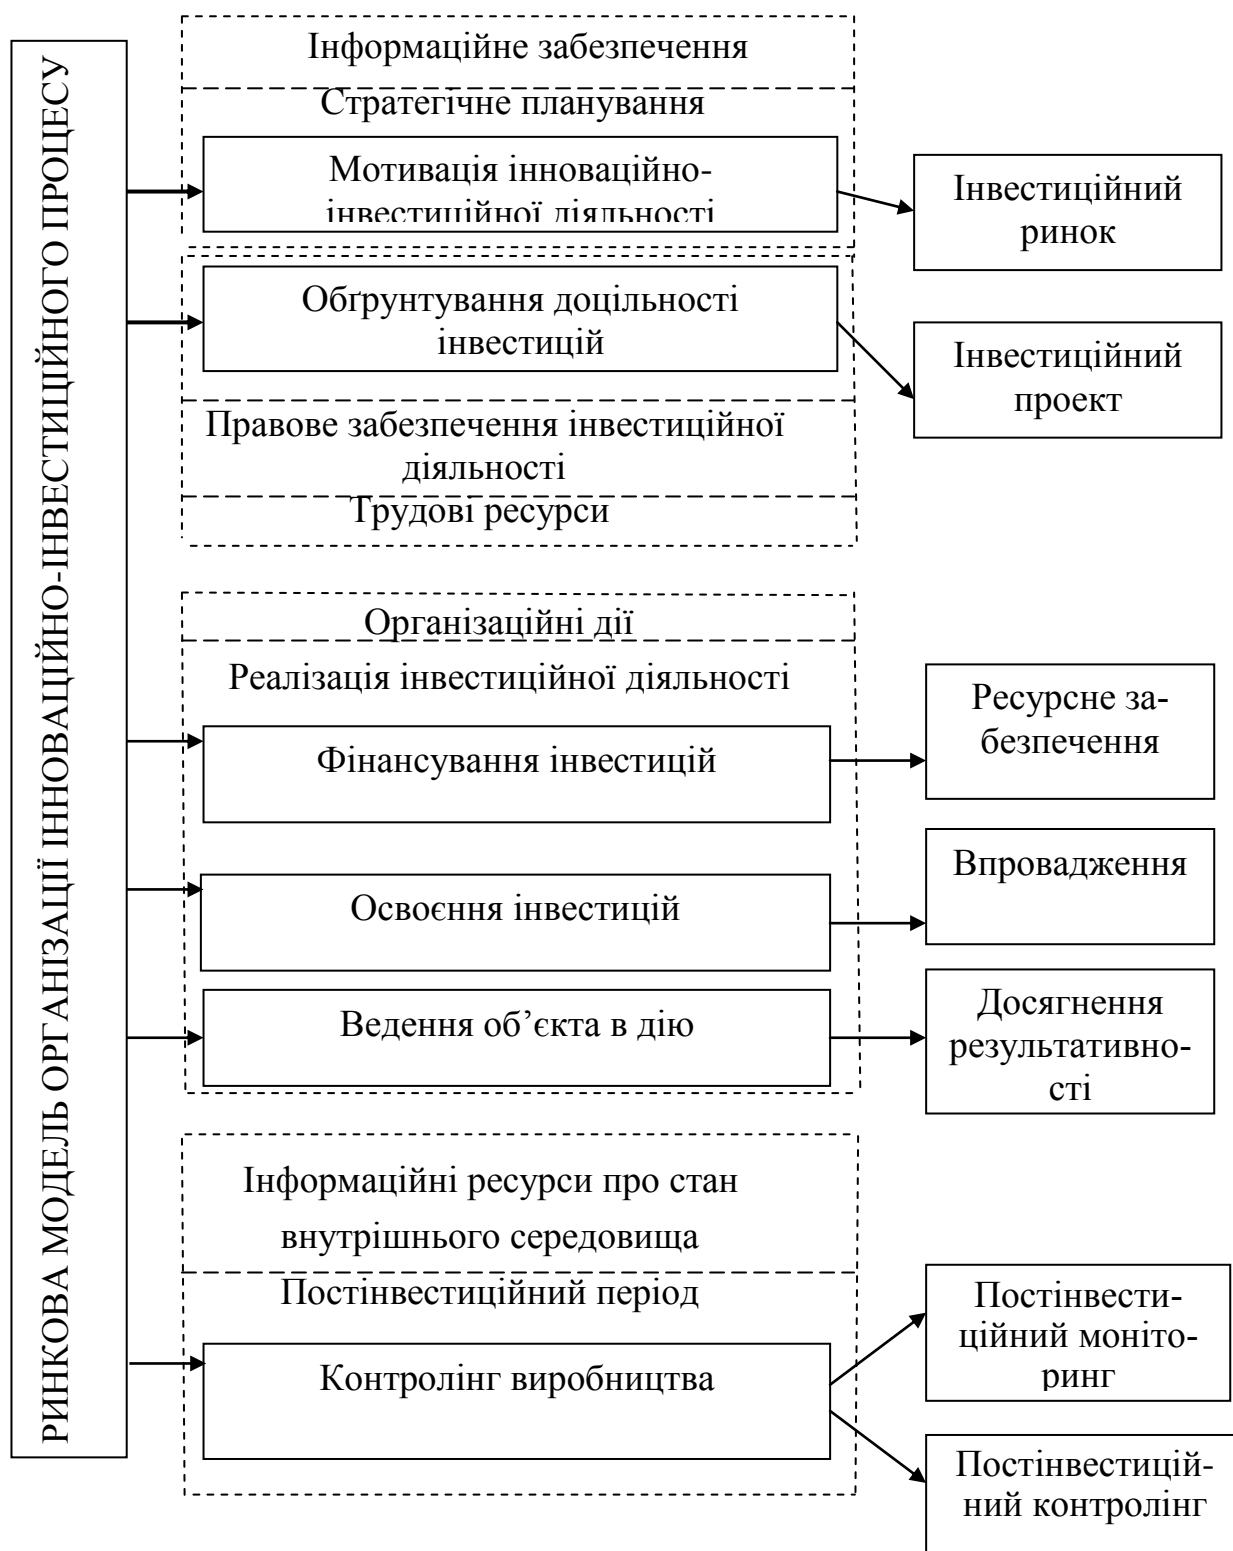 РИНКОВА МОДЕЛЬ ОРГАНІЗАЦІЇ ІННОВАЦІЙНО-ІНВЕСТИЦІЙНОГО ПРОЦЕСУ
Інформаційне забезпечення
Стратегічне планування
Мотивація інноваційно-
інвестиційної діяльності
Інвестиційний
ринок
Обґрунтування доцільності
інвестицій
Інвестиційний
проект
Правове забезпечення інвестиційної
діяльності
Трудові ресурси
Організаційні дії
Реалізація інвестиційної діяльності
Фінансування інвестицій
Ресурсне за-
безпечення
Освоєння інвестицій
Впровадження
Ведення об’єкта в дію
Досягнення
результативно-
сті
Інформаційні ресурси про стан
внутрішнього середовища
Постінвестиційний період
Контролінг виробництва
Постінвести-
ційний моніто-
ринг
Постінвестицій-
ний контролінг